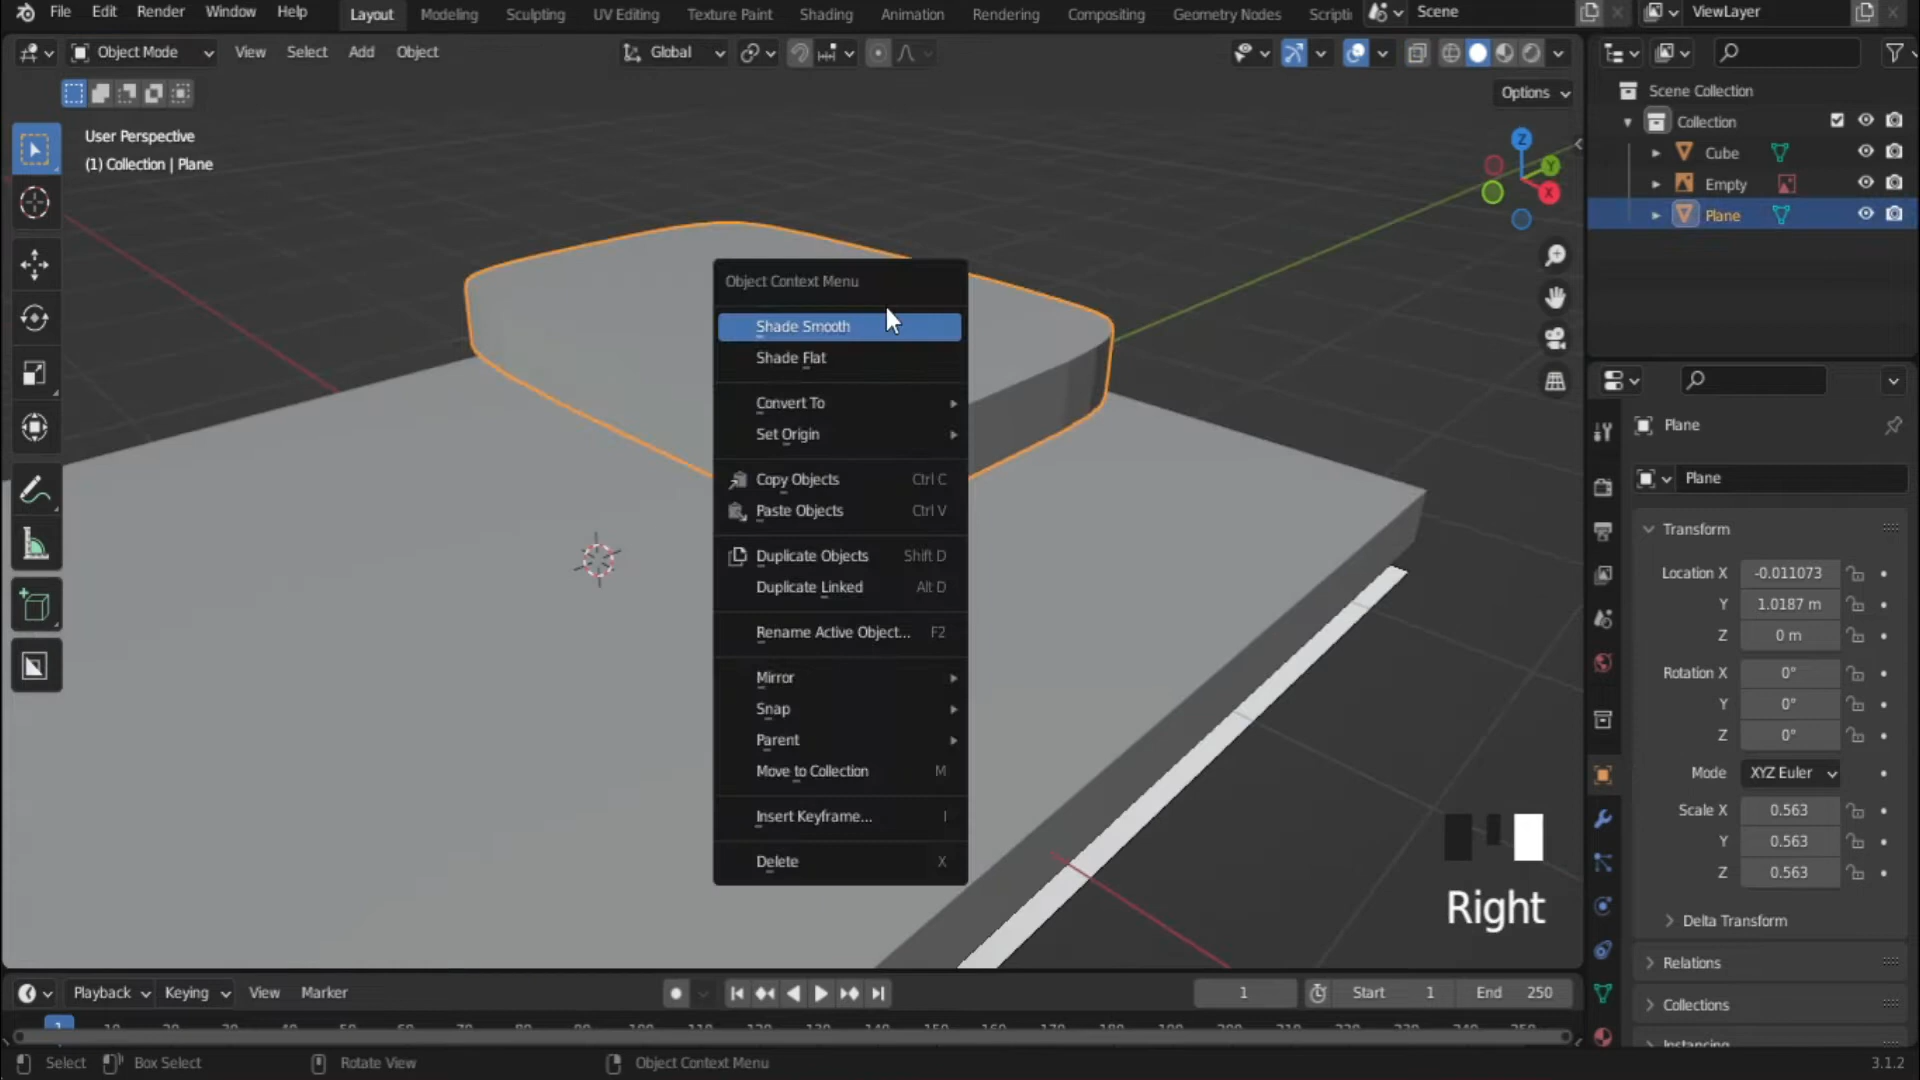 File Edit Render Window Help
Layout Modeling Sculpting UV Editing Texture Paint Shading Animation Rendering Compositing Geometry Nodes Scripti
Scene
ViewLayer
Object Mode View Select Add Object
Global
Options
User Perspective
(1) Collection | Plane
Z
Y
X
Scene Collection
Collection
Cube
Empty
Plane
Object Context Menu
Shade Smooth
Shade Flat
Convert To
Set Origin
Copy Objects Ctrl C
Paste Objects Ctrl V
Duplicate Objects Shift D
Duplicate Linked Alt D
Rename Active Object... F2
Mirror
Snap
Parent
Move to Collection M
Insert Keyframe... I
Delete X
Right
Plane
Plane
Transform
Location X -0.011073
Y 1.0187 m
Z 0 m
Rotation X 0°
Y 0°
Z 0°
Mode XYZ Euler
Scale X 0.563
Y 0.563
Z 0.563
Delta Transform
Relations
Collections
Instancing
Playback Keying View Marker
1
Start 1
End 250
1
Select Box Select Rotate View Object Context Menu
3.1.2